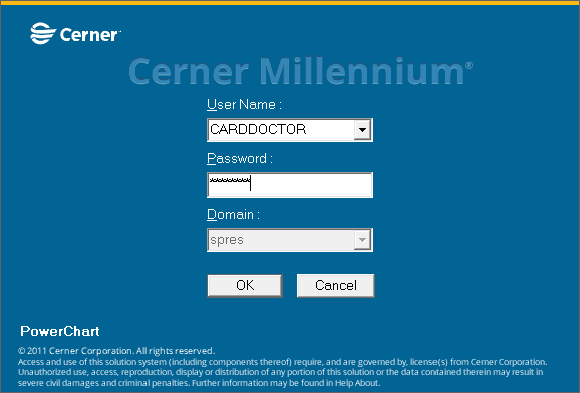 Cerner
Cerner Millennium®
User Name :
CARDDOCTOR
Password :
********
Domain :
spres
OK Cancel
PowerChart
© 2011 Cerner Corporation. All rights reserved.
Access and use of this solution system (including components thereof) require, and are governed by, license(s) from Cerner Corporation.
Unauthorized use, access, reproduction, display or distribution of any portion of this solution or the data contained therein may result in
severe civil damages and criminal penalties. Further information may be found in Help About.